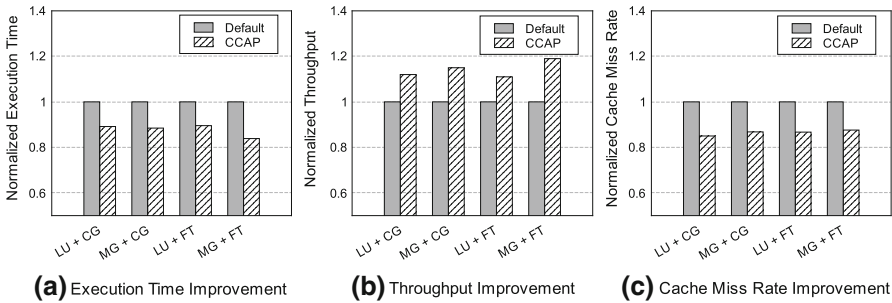 Normalized Execution Time
1.4
1.2
1
0.8
0.6
Default
CCAP
LU + CG
MG + CG
LU + FT
MG + FT
(a) Execution Time Improvement
Normalized Throughput
1.4
1.2
1
0.8
0.6
Default
CCAP
LU + CG
MG + CG
LU + FT
MG + FT
(b) Throughput Improvement
Normalized Cache Miss Rate
1.4
1.2
1
0.8
0.6
Default
CCAP
LU + CG
MG + CG
LU + FT
MG + FT
(c) Cache Miss Rate Improvement